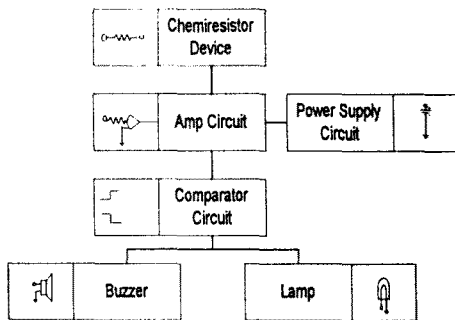 Chemiresistor
Device
Amp Circuit
Power Supply
Circuit
Comparator
Circuit
Buzzer
Lamp